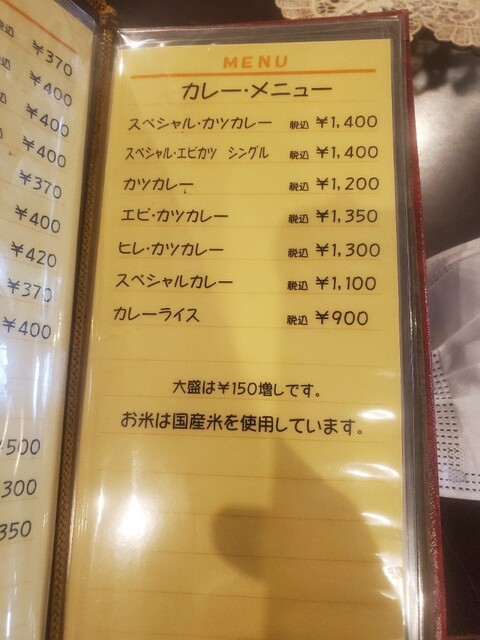 税込 ¥370
¥400
¥400
¥400
¥370
¥400
¥420
¥370
¥400
¥500
300
350
MENU
カレー・メニュー
スペシャル・カツカレー 税込 ¥1,400
スペシャル・エビカツ シングル 税込 ¥1,400
カツカレー 税込 ¥1,200
エビ・カツカレー 税込 ¥1,350
ヒレ・カツカレー 税込 ¥1,300
スペシャルカレー 税込 ¥1,100
カレーライス 税込 ¥900
大盛は¥150増しです。
お米は国産米を使用しています。